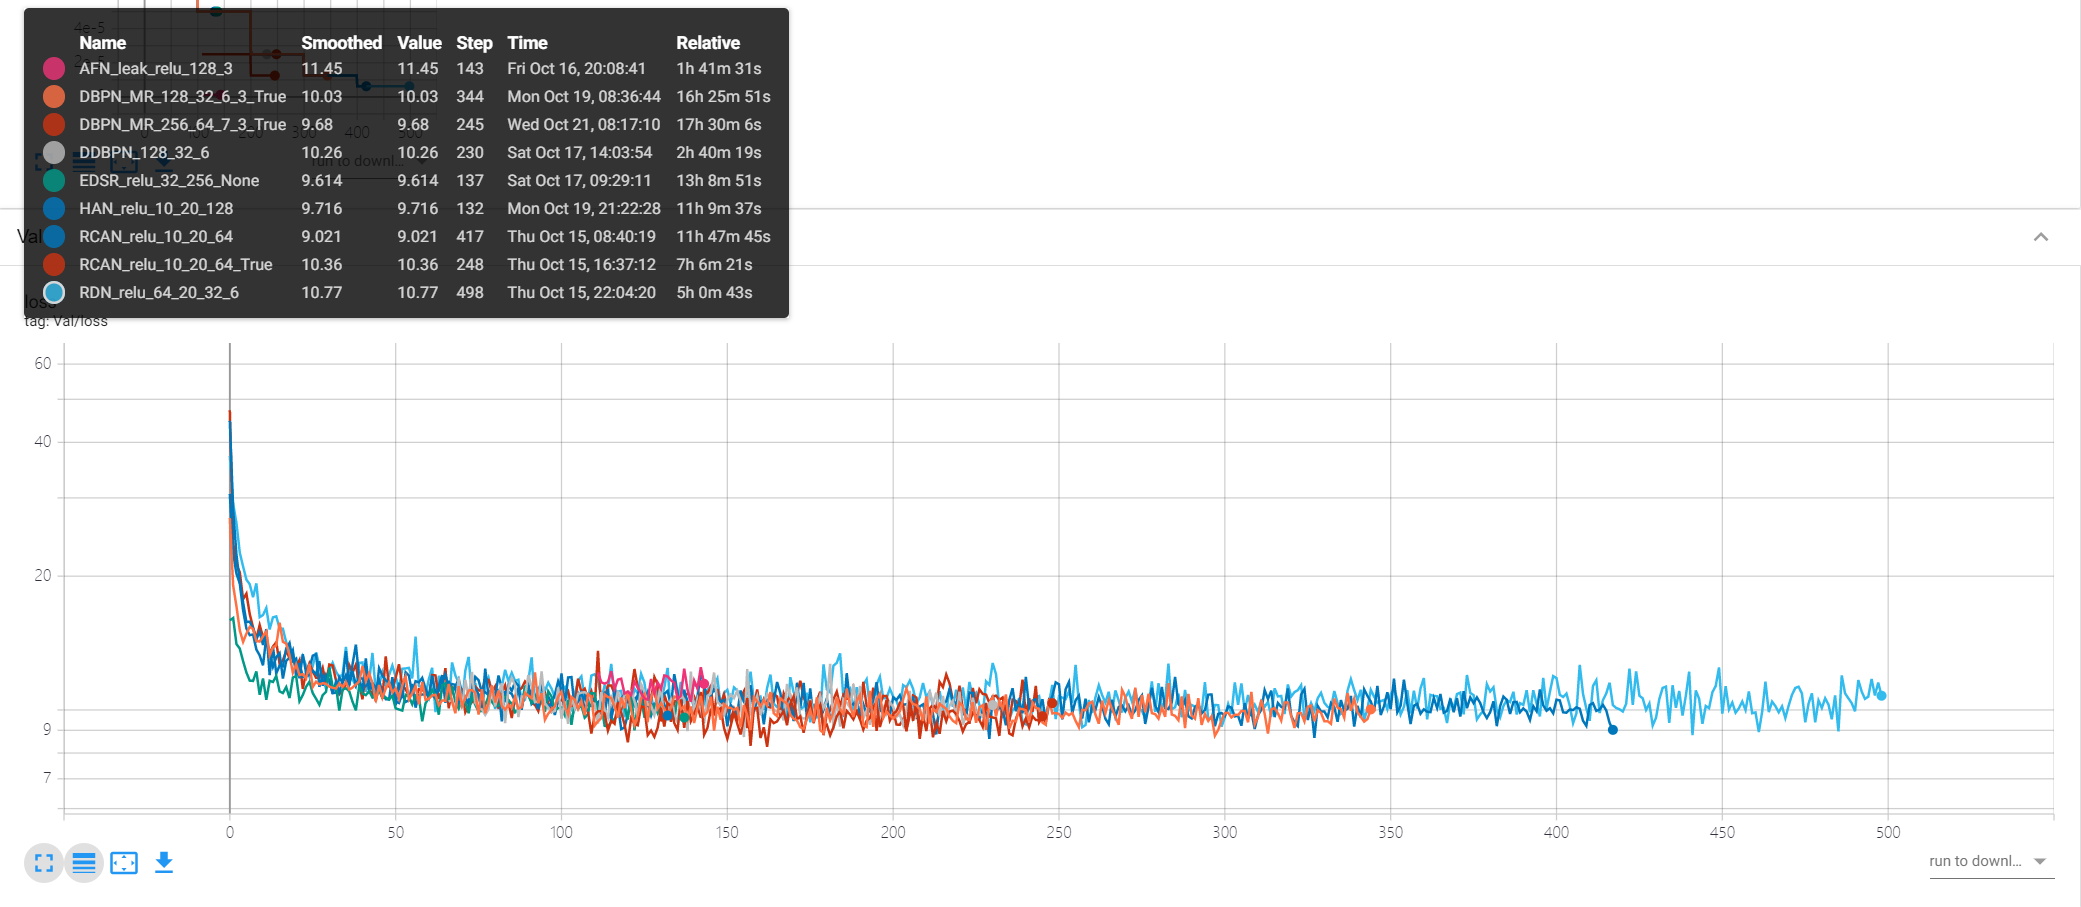 4e-5
Name Smoothed Value Step Time Relative
AFN_leak_relu_128_3 11.45 11.45 143 Fri Oct 16, 20:08:41 1h 41m 31s
DBPN_MR_128_32_6_3_True 10.03 10.03 344 Mon Oct 19, 08:36:44 16h 25m 51s
DBPN_MR_256_64_7_3_True 9.68 9.68 245 Wed Oct 21, 08:17:10 17h 30m 6s
DDBPN_128_32_6 10.26 10.26 230 Sat Oct 17, 14:03:54 2h 40m 19s
EDSR_relu_32_256_None 9.614 9.614 137 Sat Oct 17, 09:29:11 13h 8m 51s
HAN_relu_10_20_128 9.716 9.716 132 Mon Oct 19, 21:22:28 11h 9m 37s
RCAN_relu_10_20_64 9.021 9.021 417 Thu Oct 15, 08:40:19 11h 47m 45s
RCAN_relu_10_20_64_True 10.36 10.36 248 Thu Oct 15, 16:37:12 7h 6m 21s
RDN_relu_64_20_32_6 10.77 10.77 498 Thu Oct 15, 22:04:20 5h 0m 43s
run to downl...
Val
tag: Val/loss
60
40
20
9
7
0 50 100 150 200 250 300 350 400 450 500
run to downl...